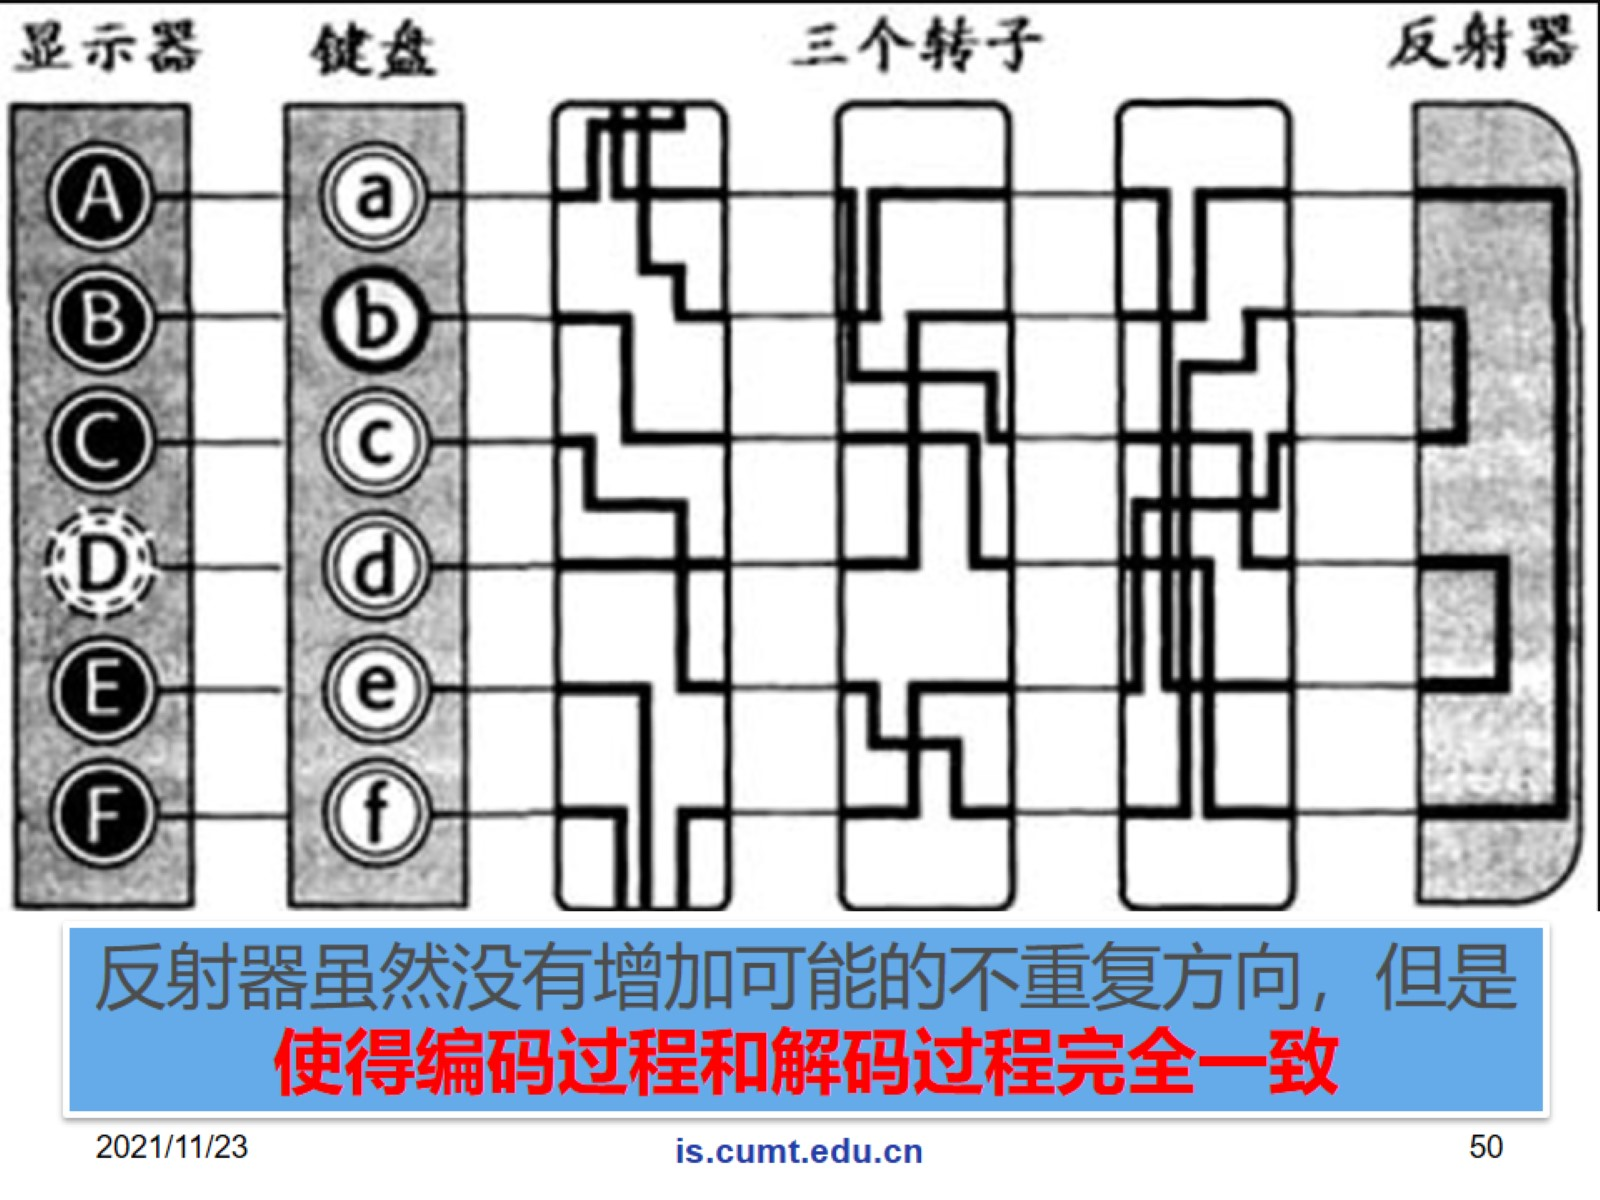 显示器 键盘 三个转子 反射器
A a
B b
C c
D d
E e
F f
反射器虽然没有增加可能的不重复方向，但是
使得编码过程和解码过程完全一致
2021/11/23 is.cumt.edu.cn 50